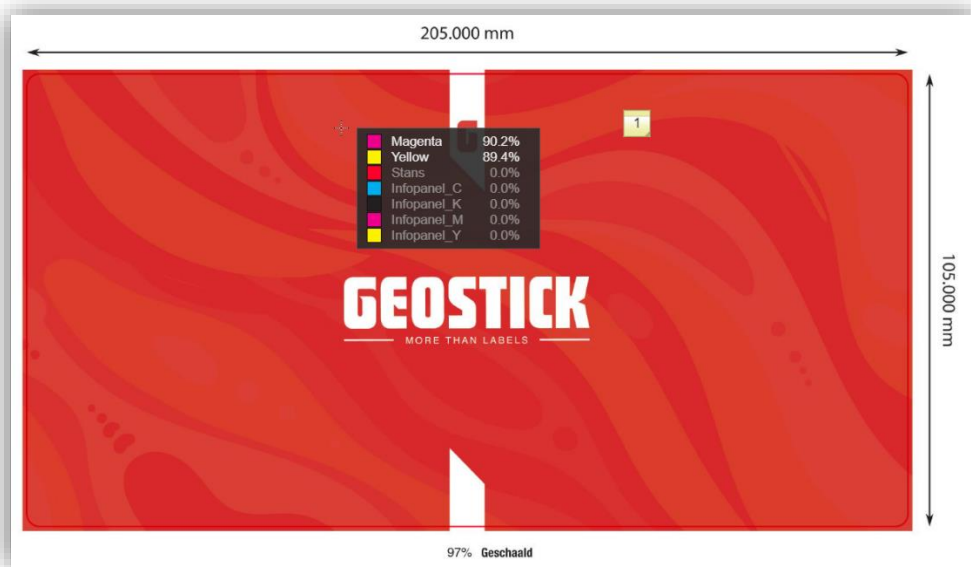 205.000 mm
1
G
Magenta 90.2%
Yellow 89.4%
Stans 0.0%
Infopanel_C 0.0%
Infopanel_K 0.0%
Infopanel_M 0.0%
Infopanel_Y 0.0%
GEOSTICK
MORE THAN LABELS
105.000 mm
97% Geschaald